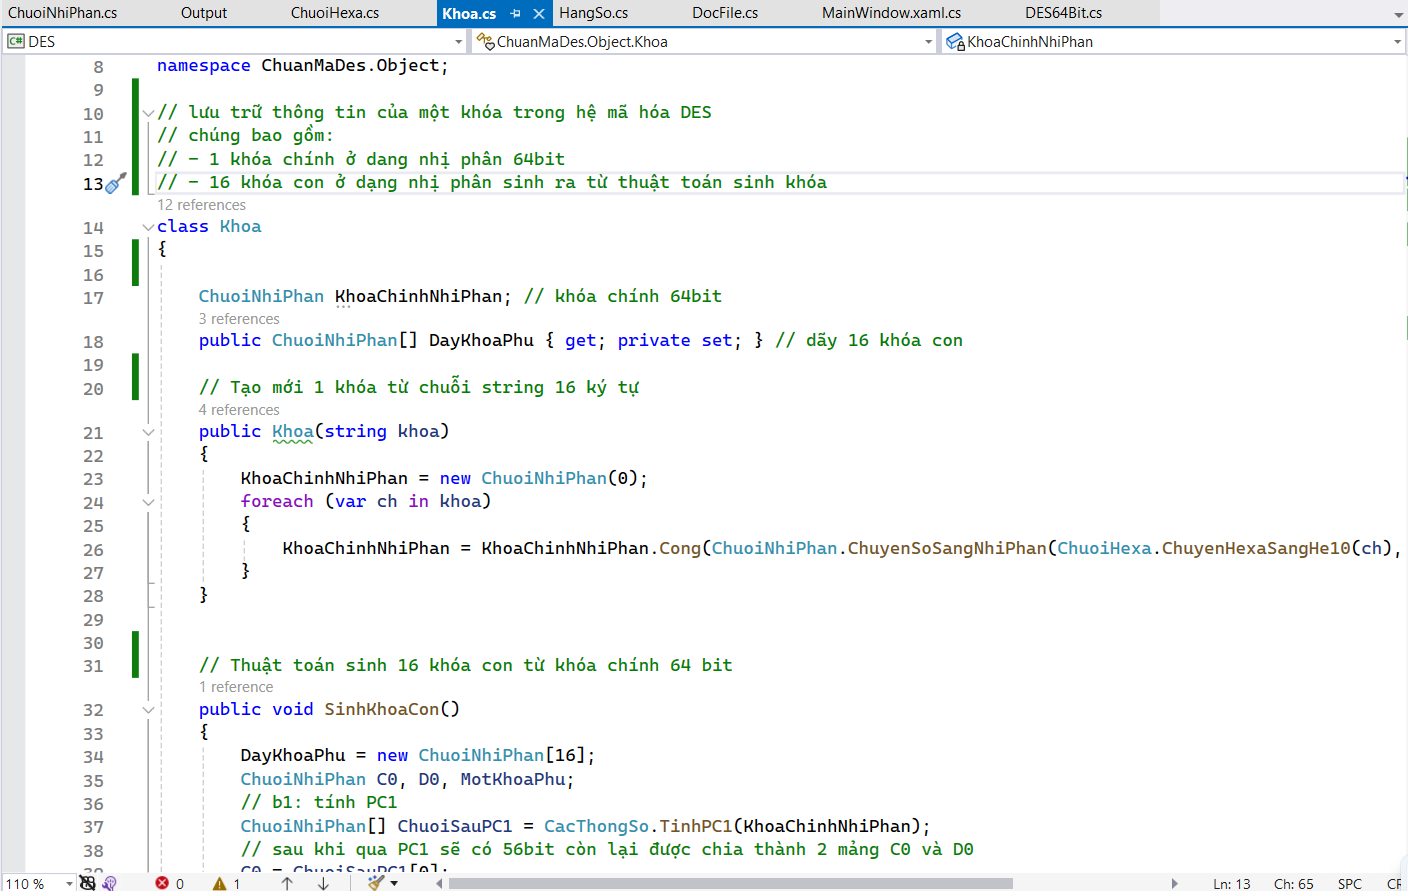 ChuoiNhiPhan.cs Output ChuoiHexa.cs Khoa.cs HangSo.cs DocFile.cs MainWindow.xaml.cs DES64Bit.cs
C# DES ChuanMaDes.Object.Khoa KhoaChinhNhiPhan
8 namespace ChuanMaDes.Object;
9
10 // lưu trữ thông tin của một khóa trong hệ mã hóa DES
11 // chúng bao gồm:
12 // - 1 khóa chính ở dang nhị phân 64bit
13 // - 16 khóa con ở dạng nhị phân sinh ra từ thuật toán sinh khóa
12 references
14 class Khoa
15 {
16
17 ChuoiNhiPhan KhoaChinhNhiPhan; // khóa chính 64bit
3 references
18 public ChuoiNhiPhan[] DayKhoaPhu { get; private set; } // dãy 16 khóa con
19
20 // Tạo mới 1 khóa từ chuỗi string 16 ký tự
4 references
21 public Khoa(string khoa)
22 {
23 KhoaChinhNhiPhan = new ChuoiNhiPhan(0);
24 foreach (var ch in khoa)
25 {
26 KhoaChinhNhiPhan = KhoaChinhNhiPhan.Cong(ChuoiNhiPhan.ChuyenSoSangNhiPhan(ChuoiHexa.ChuyenHexaSangHe10(ch),
27 }
28 }
29
30
31 // Thuật toán sinh 16 khóa con từ khóa chính 64 bit
1 reference
32 public void SinhKhoaCon()
33 {
34 DayKhoaPhu = new ChuoiNhiPhan[16];
35 ChuoiNhiPhan C0, D0, MotKhoaPhu;
36 // b1: tính PC1
37 ChuoiNhiPhan[] ChuoiSauPC1 = CacThongSo.TinhPC1(KhoaChinhNhiPhan);
38 // sau khi qua PC1 sẽ có 56bit còn lại được chia thành 2 mảng C0 và D0
39 C0 = ChuoiSauPC1[0];
110 % 0 1 Ln: 13 Ch: 65 SPC